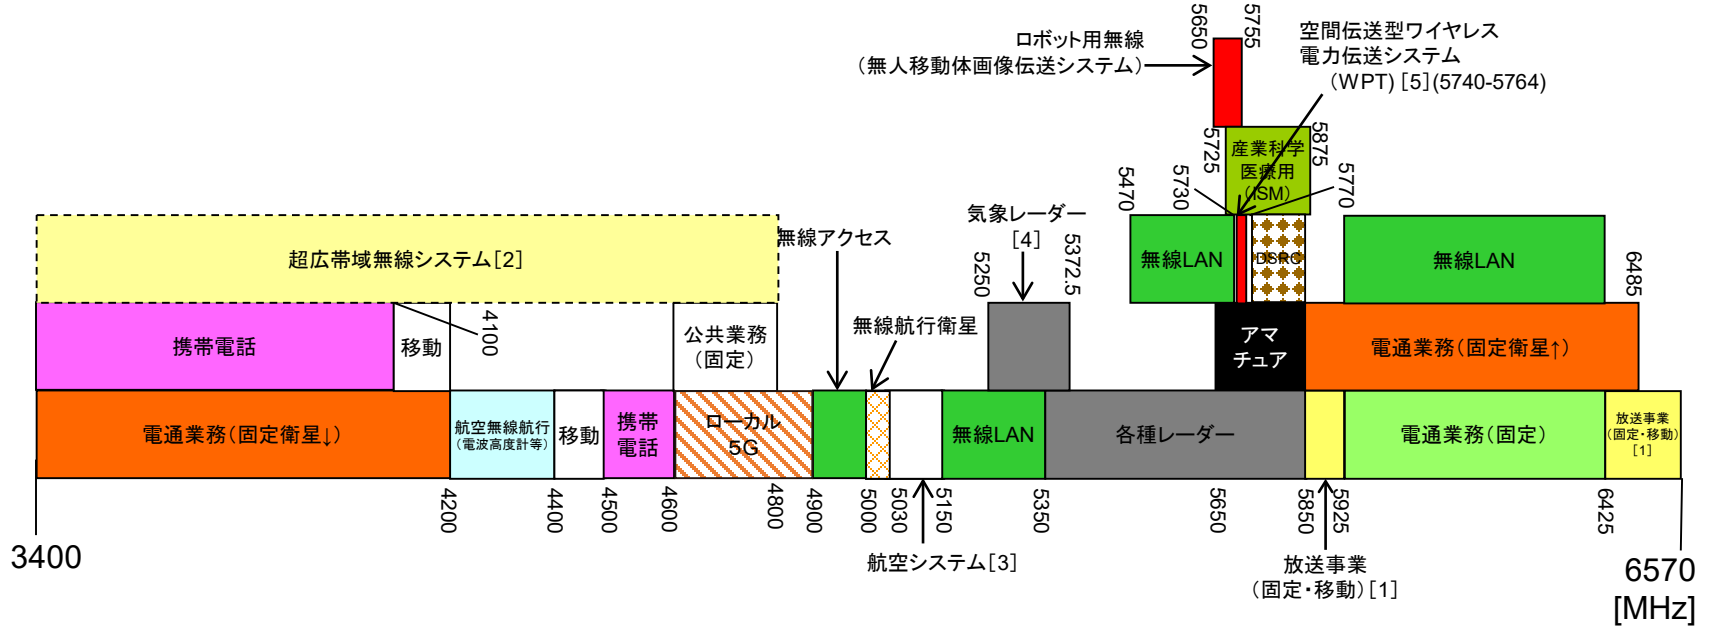 5650
5755
ロボット用無線
（無人移動体画像伝送システム）
空間伝送型ワイヤレス
電力伝送システム
（WPT）［5］(5740-5764)
5725
産業科学
医療用
（ISM）
5875
5470
5730
5770
気象レーダー
［4］
5250
5372.5
無線アクセス
超広帯域無線システム［2］
無線LAN
DSRC
無線LAN
6485
携帯電話
移動
4100
公共業務
（固定）
無線航行衛星
アマ
チュア
電通業務（固定衛星↑）
電通業務（固定衛星↓）
航空無線航行
（電波高度計等）
移動
携帯
電話
ローカル
5G
無線LAN
各種レーダー
電通業務（固定）
放送事業
（固定・移動）
［1］
4200
4400
4500
4600
4800
4900
5000
5030
5150
5350
5650
5850
5925
6425
3400
航空システム［3］
放送事業
（固定・移動）［1］
6570
[MHz]